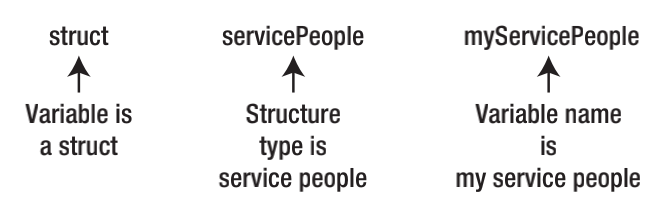 struct servicePeople myServicePeople
Variable is
a struct
Structure
type is
service people
Variable name
is
my service people